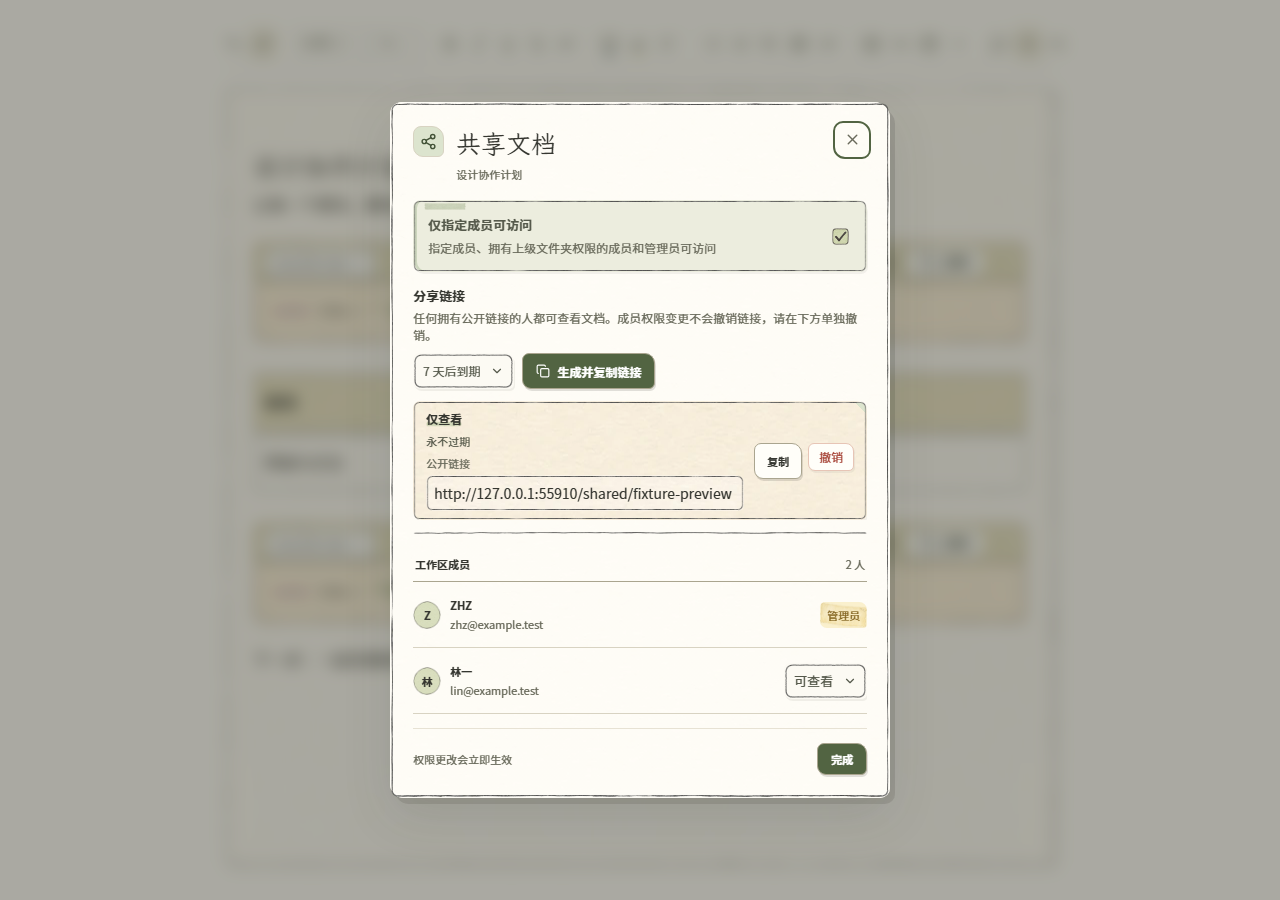 共享文档
设计协作计划
仅指定成员可访问
指定成员、拥有上级文件夹权限的成员和管理员可访问
分享链接
任何拥有公开链接的人都可查看文档。成员权限变更不会撤销链接，请在下方单独撤
销。
7 天后到期
生成并复制链接
仅查看
永不过期
公开链接
http://127.0.0.1:55910/shared/fixture-preview
复制
撤销
工作区成员
2 人
Z
ZHZ
zhz@example.test
管理员
林
林一
lin@example.test
可查看
权限更改会立即生效
完成